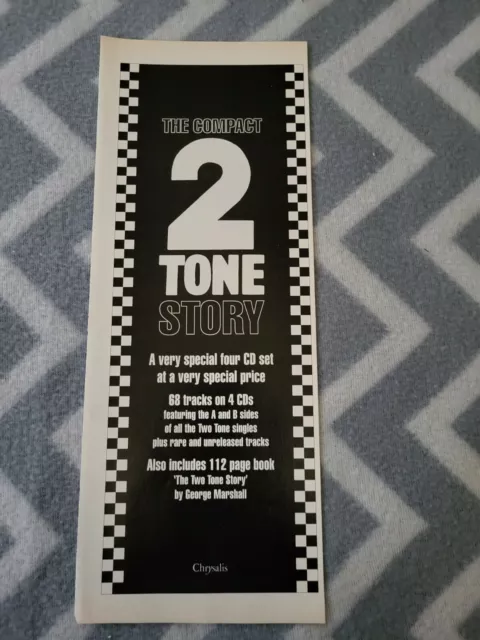 THE COMPACT
2
TONE
STORY
A very special four CD set
at a very special price
68 tracks on 4 CDs
featuring the A and B sides
of all the Two Tone singles
plus rare and unreleased tracks
Also includes 112 page book
'The Two Tone Story'
by George Marshall
Chrysalis